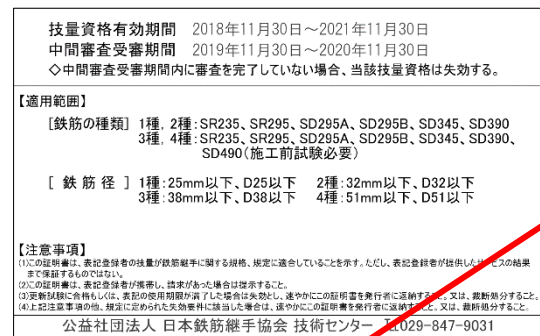 技量資格有効期間 2018年11月30日～2021年11月30日
中間審査受審期間 2019年11月30日～2020年11月30日
◇中間審査受審期間内に審査を完了していない場合、当該技量資格は失効する。
【適用範囲】
［鉄筋の種類］ 1種, 2種：SR235、SR295、SD295A、SD295B、SD345、SD390
3種, 4種：SR235、SR295、SD295A、SD295B、SD345、SD390、
SD490（施工前試験必要）
［ 鉄 筋 径 ］ 1種：25mm以下、D25以下 2種：32mm以下、D32以下
3種：38mm以下、D38以下 4種：51mm以下、D51以下
【注意事項】
(1)この証明書は、表記登録者の技量が鉄筋継手に関する規格、規定に適合していることを示す。ただし、表記登録者が提供したサービスの結果
まで保証するものではない。
(2)この証明書は、表記登録者が携帯し、請求があった場合は提示すること。
(3)更新試験に合格もしくは、表記の使用期限が満了した場合は失効とし、速やかにこの証明書を発行者に返納すること。又は、裁断処分すること。
(4)上記注意事項の他、規定に定められた失効要件に該当した場合は、速やかにこの証明書を発行者に返納すること。又は、裁断処分すること。
公益社団法人 日本鉄筋継手協会 技術センター 029-847-9031